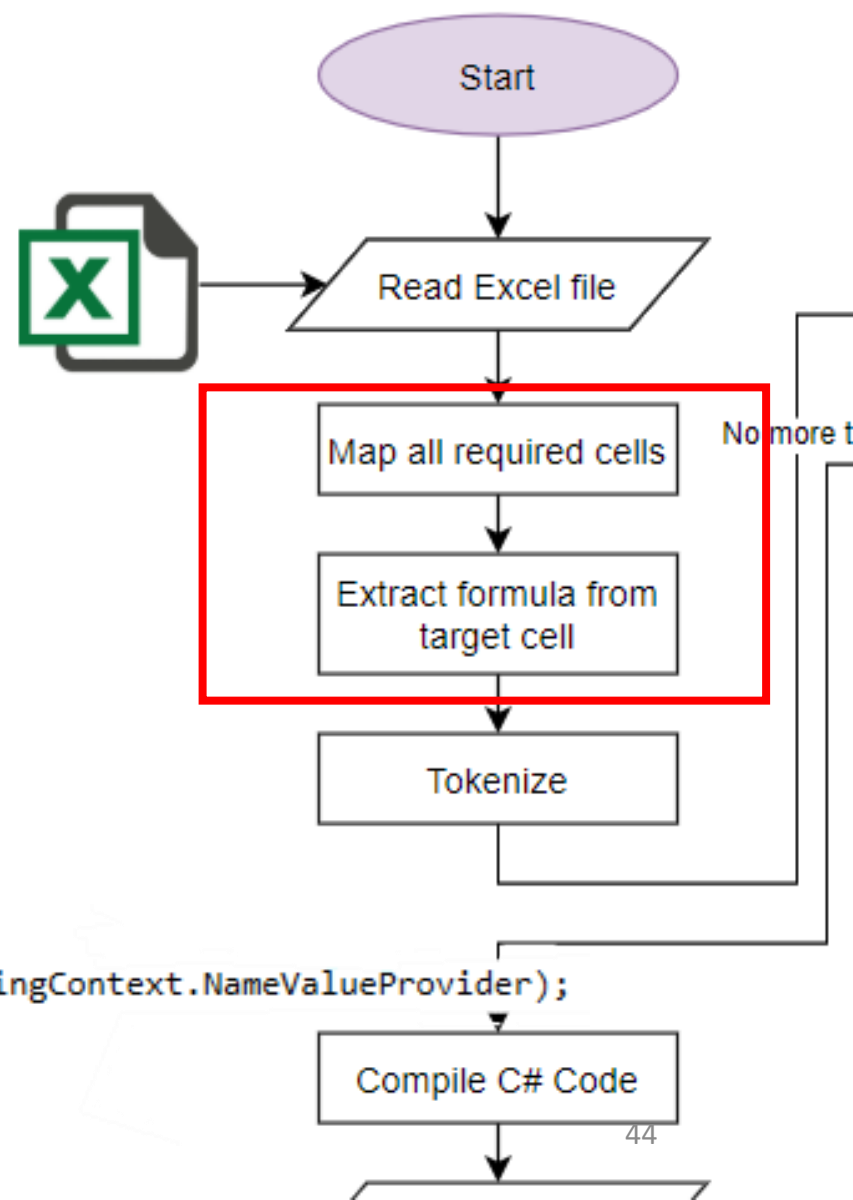 Start
X
Read Excel file
Map all required cells
No more t
Extract formula from
target cell
Tokenize
ingContext.NameValueProvider);
Compile C# Code
44